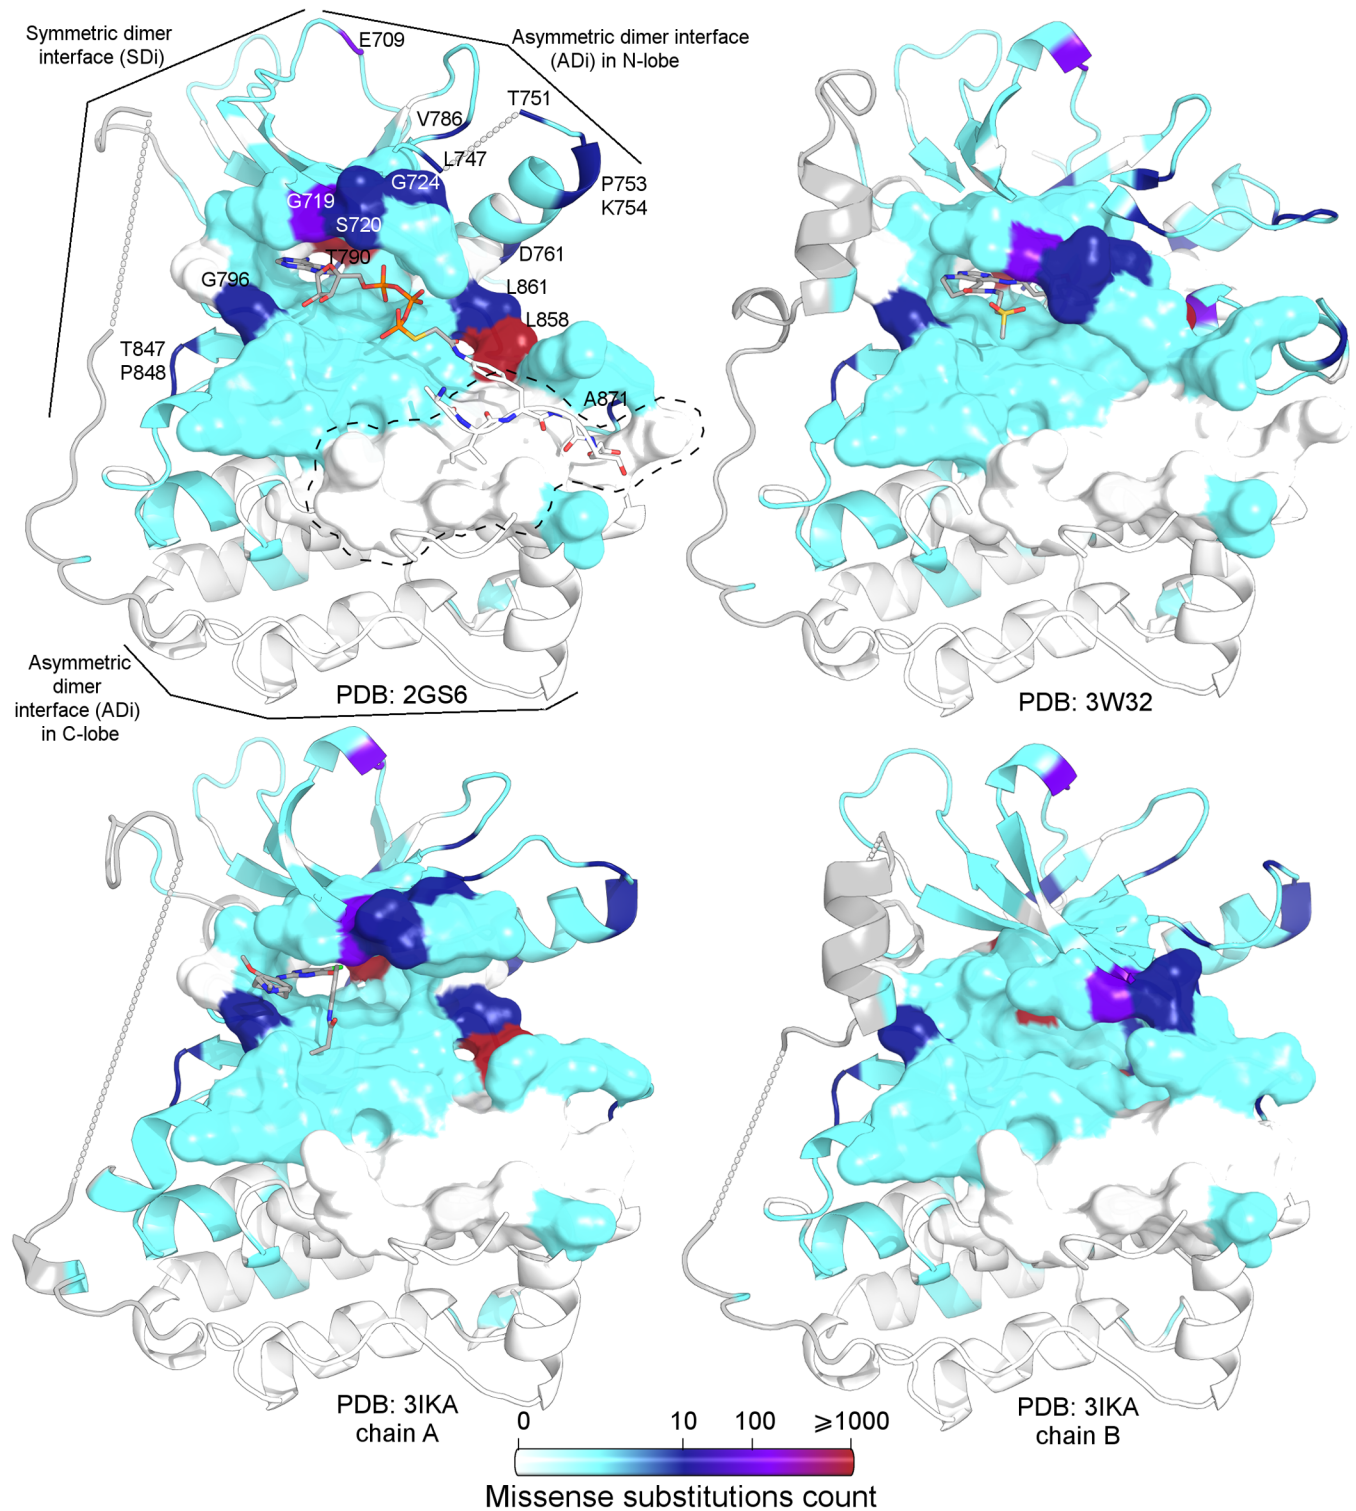 Symmetric dimer
interface (SDi)
E709
Asymmetric dimer interface
(ADi) in N-lobe
T751
V786
L747
G724
G719
S720
P753
K754
T790
D761
G796
L861
L858
T847
P848
A871
Asymmetric
dimer
interface (ADi)
in C-lobe
PDB: 2GS6
PDB: 3W32
PDB: 3IKA
chain A
PDB: 3IKA
chain B
0 10 100 ⩾1000
Missense substitutions count